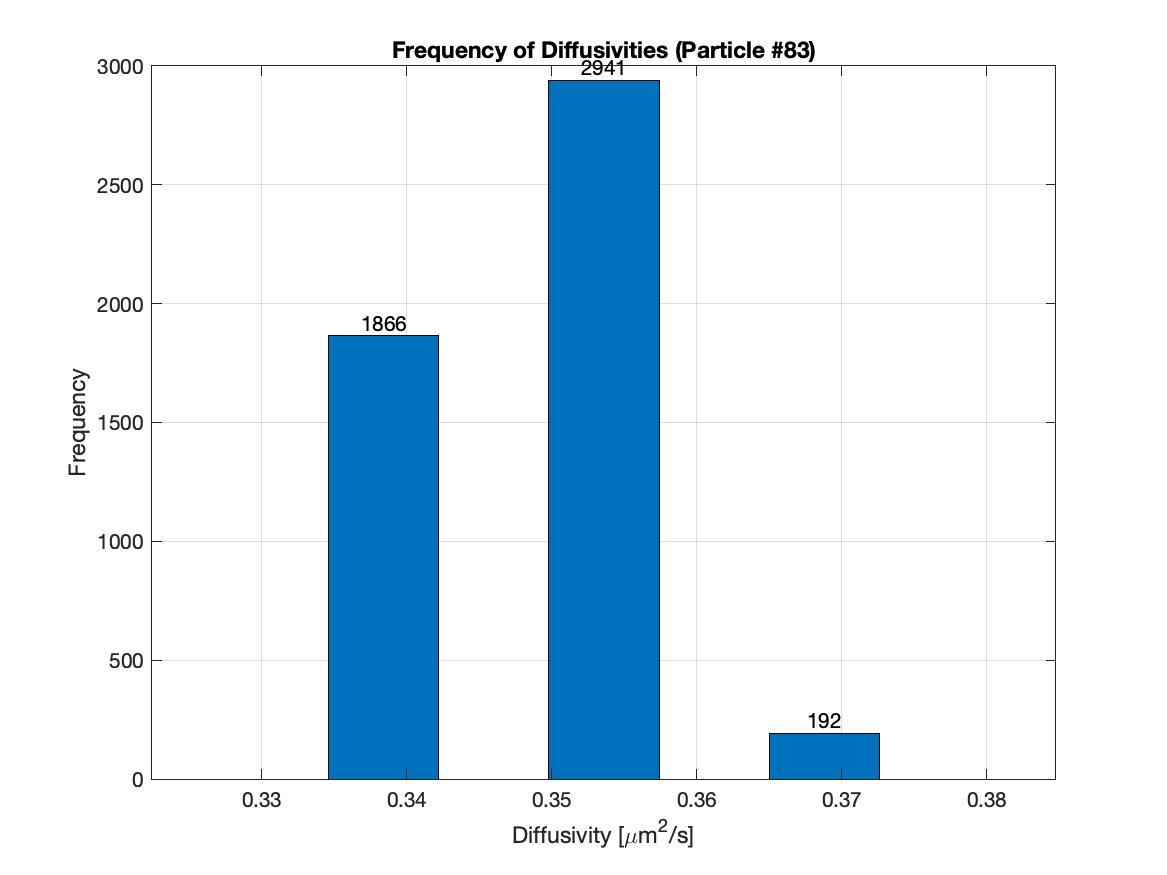 Frequency of Diffusivities (Particle #83)
3000
2941
2500
2000
1866
1500
Frequency
1000
500
192
0
0.33 0.34 0.35 0.36 0.37 0.38
Diffusivity [μm²/s]